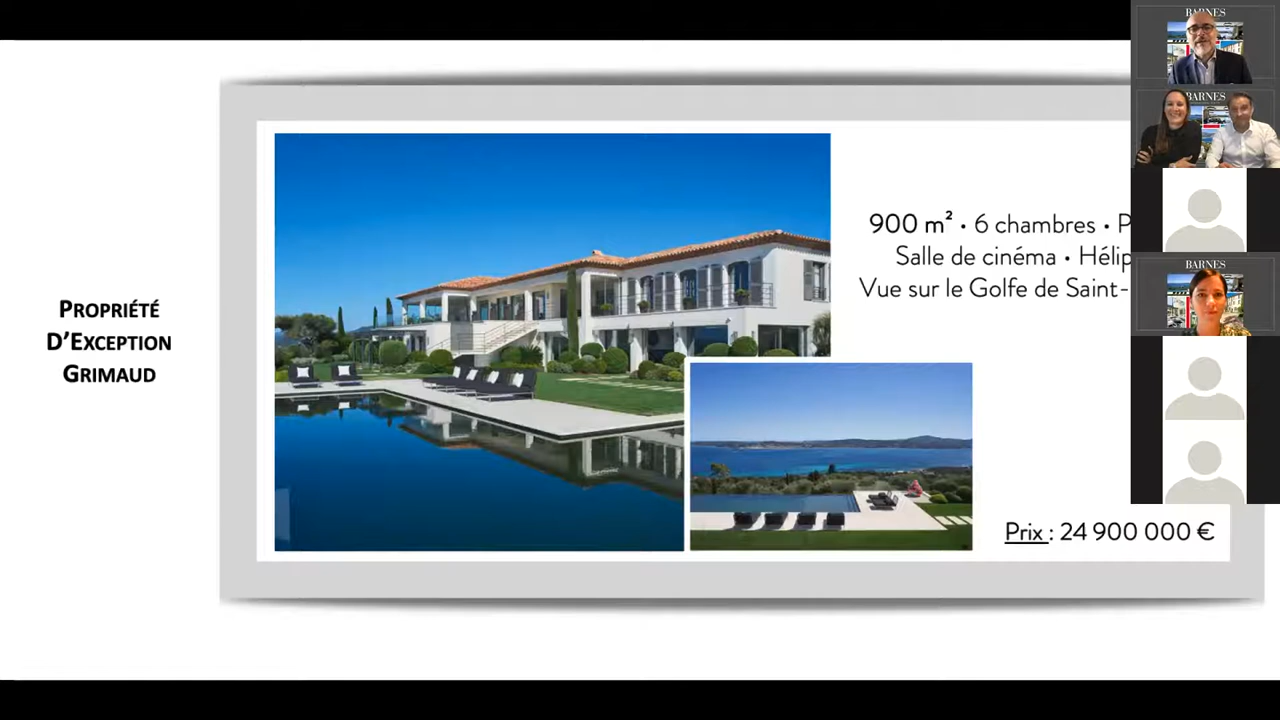 PROPRIÉTÉ
D'EXCEPTION
GRIMAUD
900 m² • 6 chambres • P
Salle de cinéma • Hélip
Vue sur le Golfe de Saint-
Prix : 24 900 000 €
BARNES
BARNES
BARNES